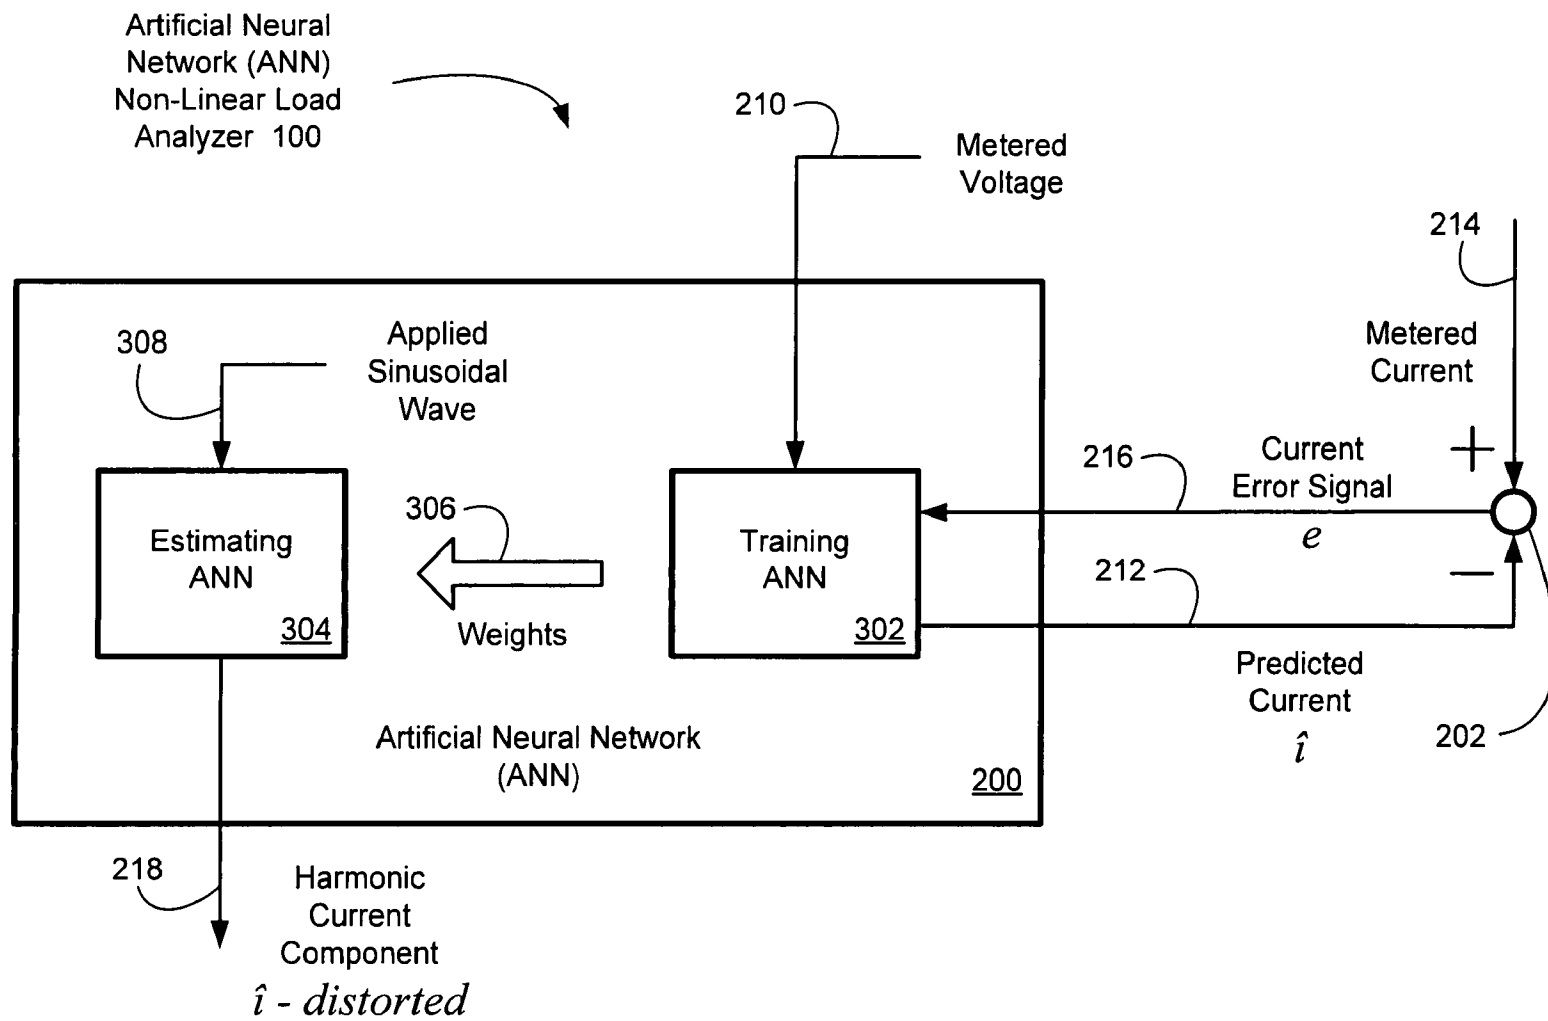 Artificial Neural
Network (ANN)
Non-Linear Load
Analyzer 100
210
Metered
Voltage
214
Metered
Current
308
Applied
Sinusoidal
Wave
+
216
Current
Error Signal
e
306
Estimating
ANN
304
Weights
Training
ANN
302
212
−
Predicted
Current
î
202
Artificial Neural Network
(ANN)
200
218
Harmonic
Current
Component
î - distorted